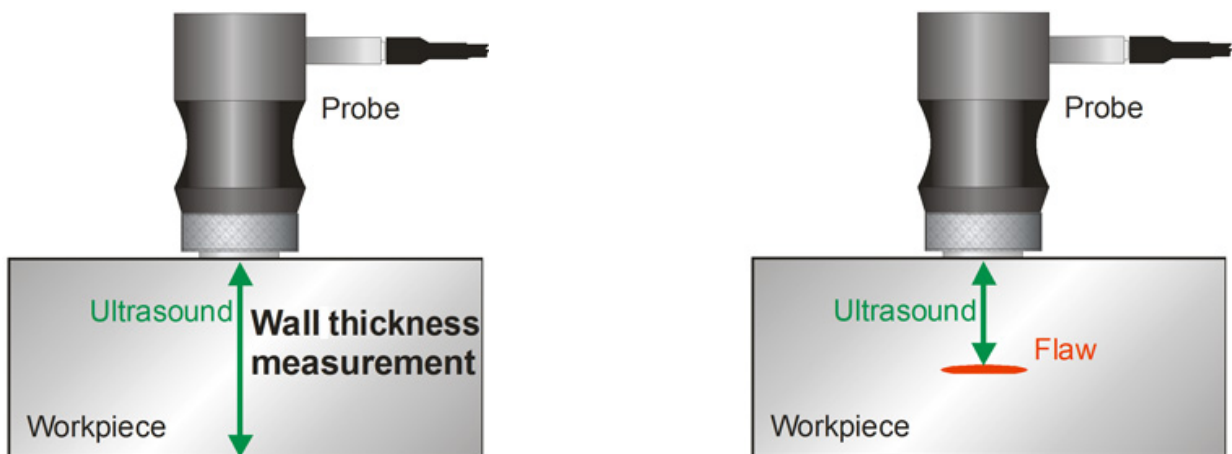 Probe
Ultrasound
Wall thickness
measurement
Workpiece
Probe
Ultrasound
Flaw
Workpiece